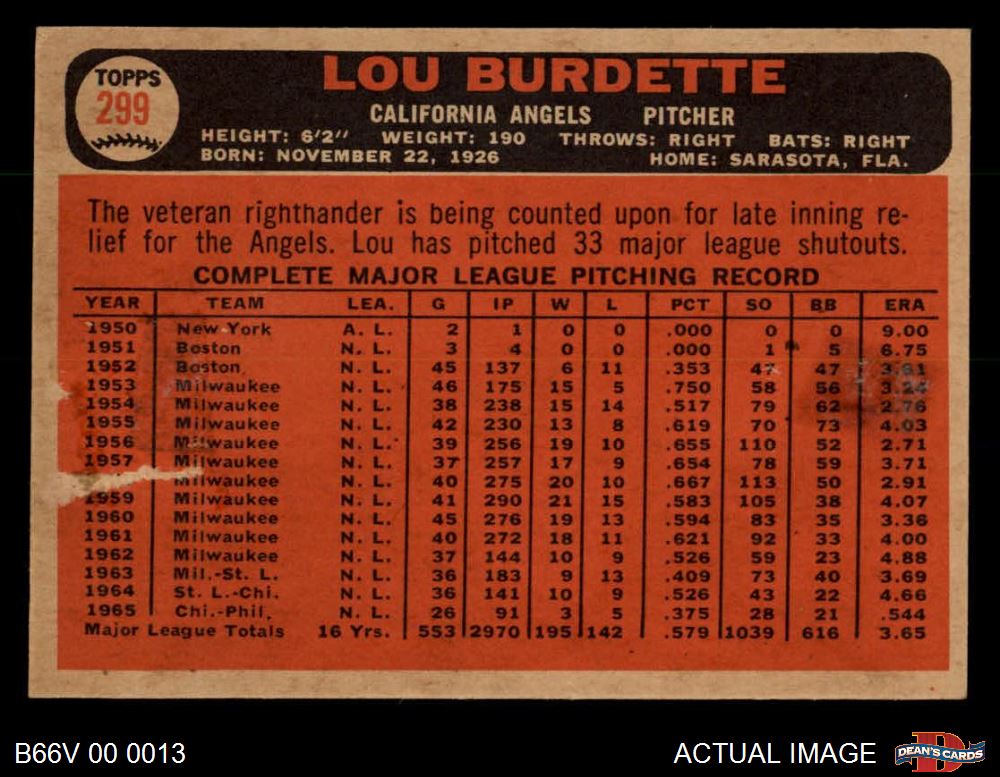 TOPPS
299
LOU BURDETTE
CALIFORNIA ANGELS PITCHER
HEIGHT: 6'2" WEIGHT: 190 THROWS: RIGHT BATS: RIGHT
BORN: NOVEMBER 22, 1926 HOME: SARASOTA, FLA.
The veteran righthander is being counted upon for late inning re-
lief for the Angels. Lou has pitched 33 major league shutouts.
COMPLETE MAJOR LEAGUE PITCHING RECORD
YEAR TEAM LEA. G IP W L PCT SO BB ERA
1950 New York A. L. 2 1 0 0 .000 0 0 9.00
1951 Boston N. L. 3 4 0 0 .000 1 5 6.75
1952 Boston N. L. 45 137 6 11 .353 47 47 3.61
1953 Milwaukee N. L. 46 175 15 5 .750 58 56 3.24
1954 Milwaukee N. L. 38 238 15 14 .517 79 62 2.76
1955 Milwaukee N. L. 42 230 13 8 .619 70 73 4.03
1956 Milwaukee N. L. 39 256 19 10 .655 110 52 2.71
1957 Milwaukee N. L. 37 257 17 9 .654 78 59 3.71
Milwaukee N. L. 40 275 20 10 .667 113 50 2.91
1959 Milwaukee N. L. 41 290 21 15 .583 105 38 4.07
1960 Milwaukee N. L. 45 276 19 13 .594 83 35 3.36
1961 Milwaukee N. L. 40 272 18 11 .621 92 33 4.00
1962 Milwaukee N. L. 37 144 10 9 .526 59 23 4.88
1963 Mil.-St. L. N. L. 36 183 9 13 .409 73 40 3.69
1964 St. L.-Chi. N. L. 36 141 10 9 .526 43 22 4.66
1965 Chi.-Phil. N. L. 26 91 3 5 .375 28 21 .544
Major League Totals 16 Yrs. 553 2970 195 142 .579 1039 616 3.65
B66V 00 0013 ACTUAL IMAGE DEAN'S CARDS